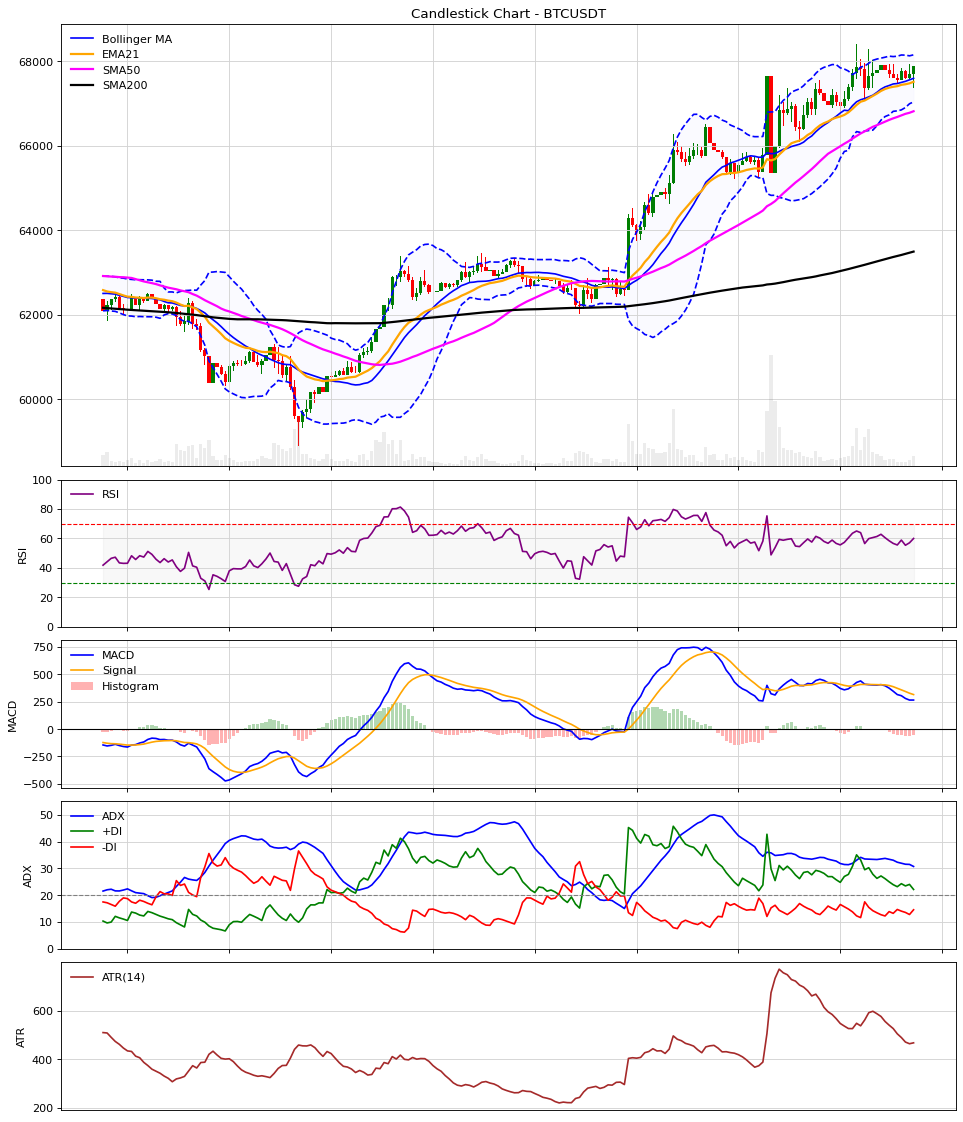 Candlestick Chart - BTCUSDT
Bollinger MA
EMA21
SMA50
SMA200
68000
66000
64000
62000
60000
RSI
RSI
100
80
60
40
20
0
MACD
Signal
Histogram
MACD
750
500
250
0
−250
−500
ADX
+DI
-DI
ADX
50
40
30
20
10
0
ATR(14)
ATR
600
400
200